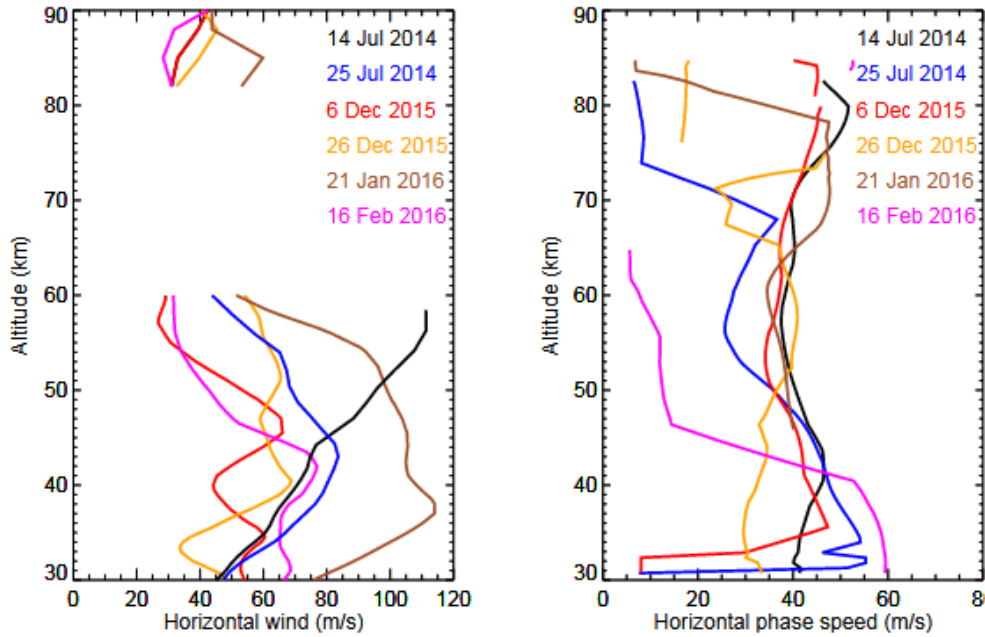 90
80
70
60
50
40
30
Altitude (km)
0 20 40 60 80 100 120
Horizontal wind (m/s)
14 Jul 2014
25 Jul 2014
6 Dec 2015
26 Dec 2015
21 Jan 2016
16 Feb 2016
90
80
70
60
50
40
30
Altitude (km)
0 20 40 60 80
Horizontal phase speed (m/s)
14 Jul 2014
25 Jul 2014
6 Dec 2015
26 Dec 2015
21 Jan 2016
16 Feb 2016